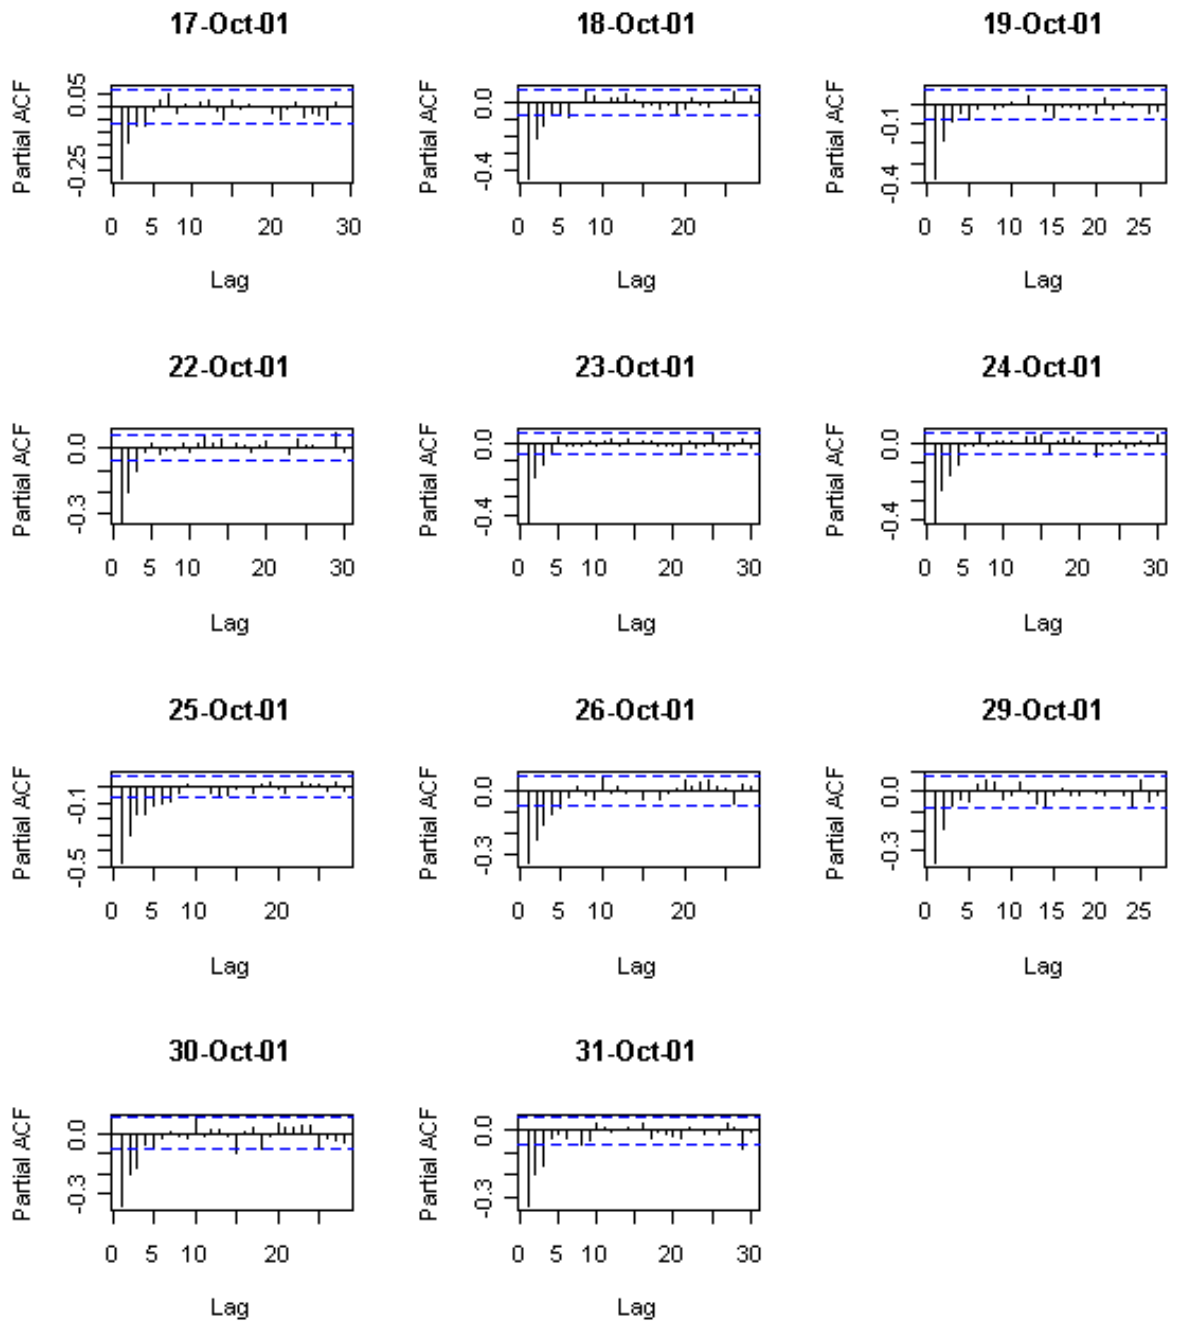 17-Oct-01 18-Oct-01 19-Oct-01
Partial ACF Partial ACF Partial ACF
0.05 0.0 -0.1
-0.25 -0.4 -0.4
0 5 10 20 30 0 5 10 20 0 5 10 15 20 25
Lag Lag Lag
22-Oct-01 23-Oct-01 24-Oct-01
Partial ACF Partial ACF Partial ACF
0.0 0.0 0.0
-0.3 -0.4 -0.4
0 5 10 20 30 0 5 10 20 30 0 5 10 20 30
Lag Lag Lag
25-Oct-01 26-Oct-01 29-Oct-01
Partial ACF Partial ACF Partial ACF
-0.1 0.0 0.0
-0.5 -0.3 -0.3
0 5 10 20 0 5 10 20 0 5 10 15 20 25
Lag Lag Lag
30-Oct-01 31-Oct-01
Partial ACF Partial ACF
0.0 0.0
-0.3 -0.3
0 5 10 20 0 5 10 20 30
Lag Lag